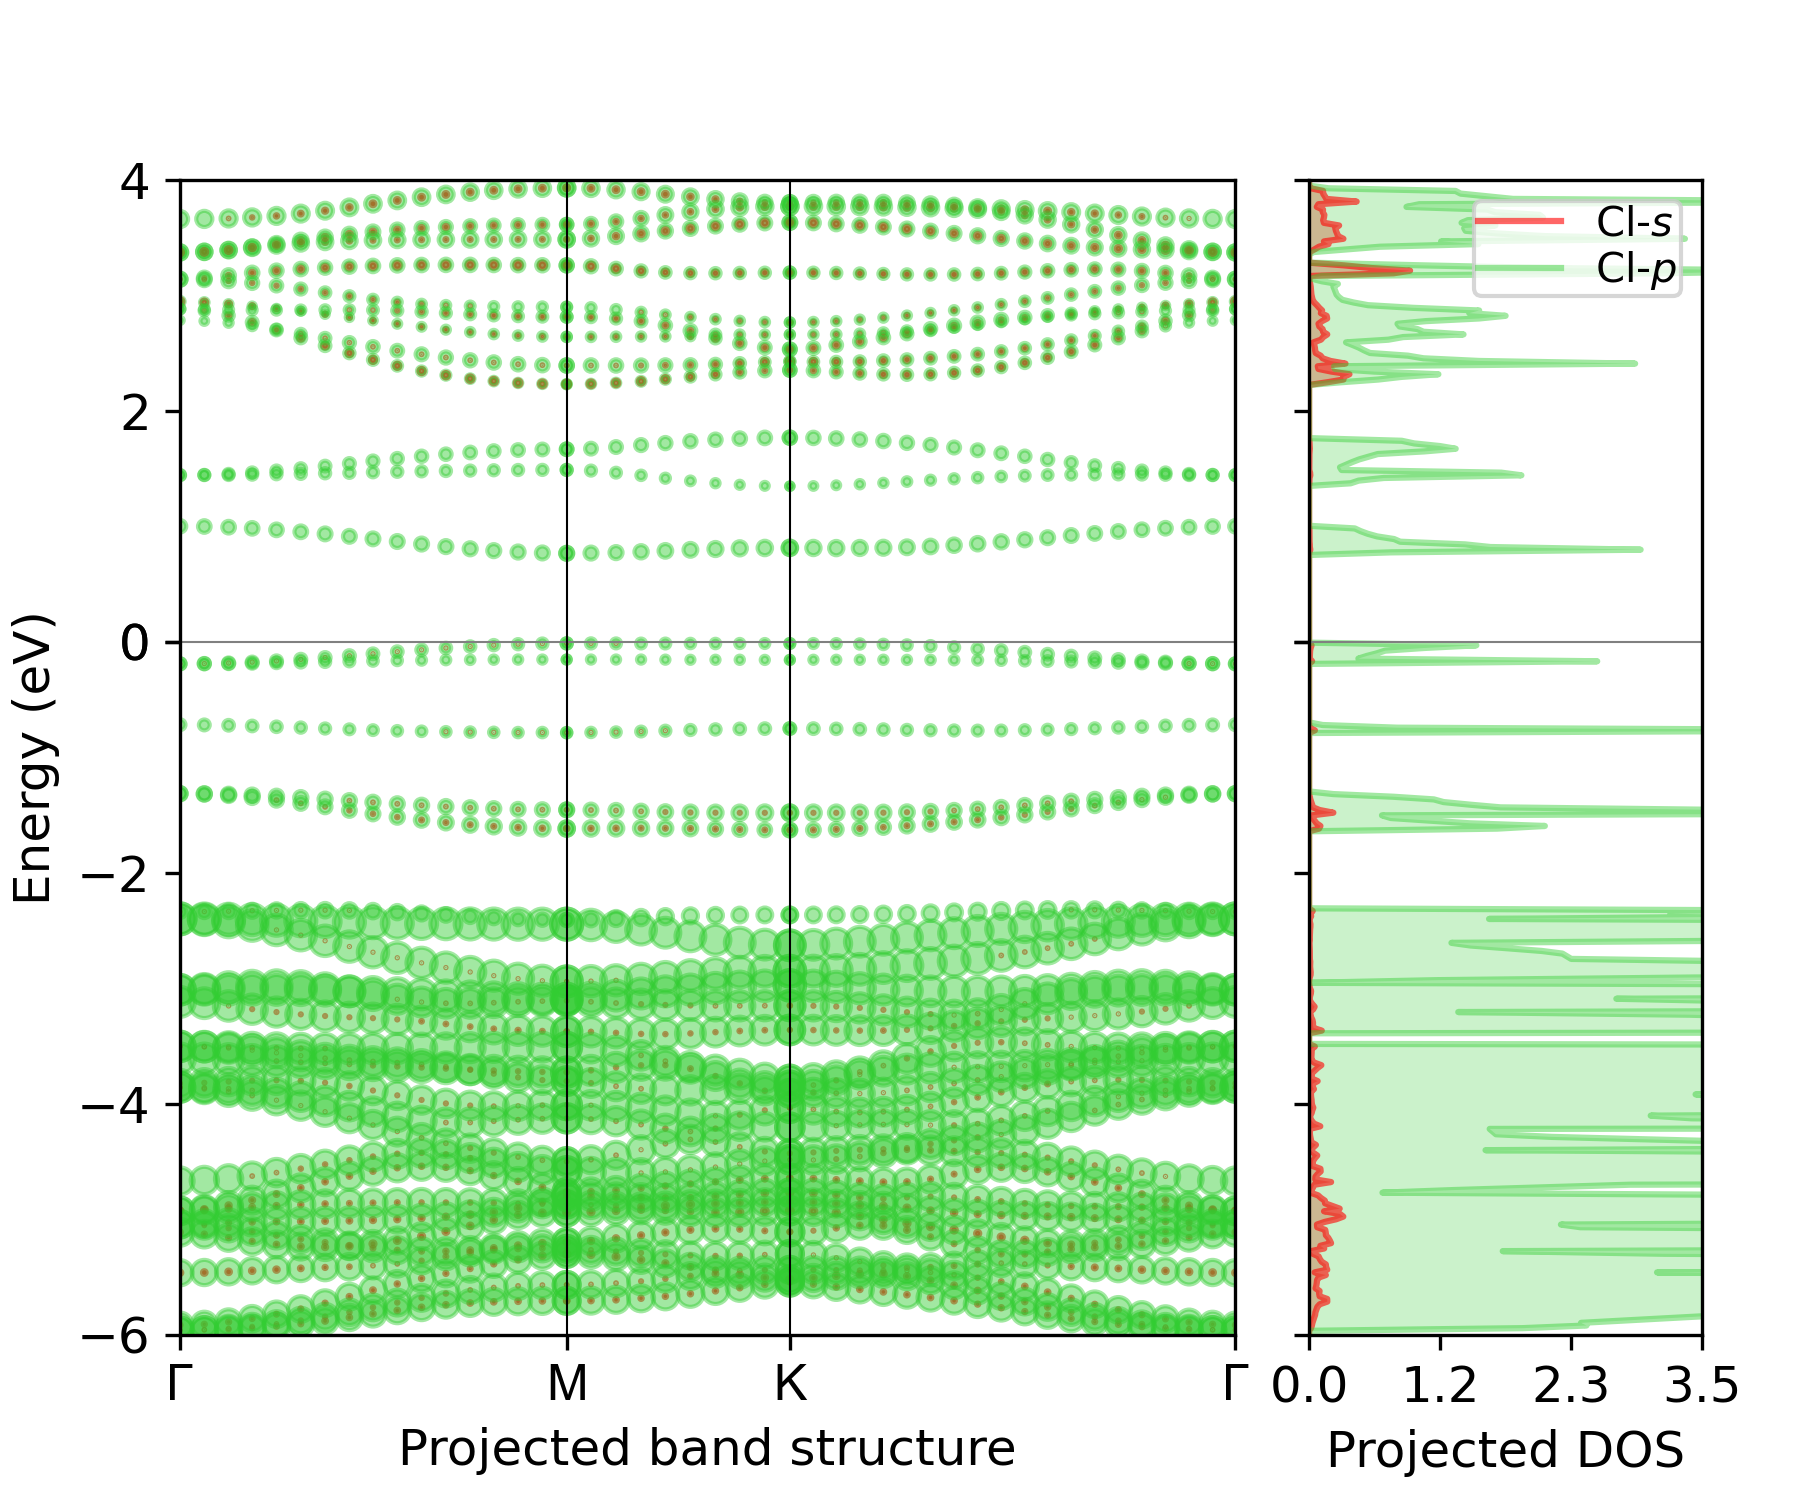 Energy (eV)
4
2
0
−2
−4
−6
Γ
M
K
Γ
Projected band structure
Cl-s
Cl-p
0.0
1.2
2.3
3.5
Projected DOS